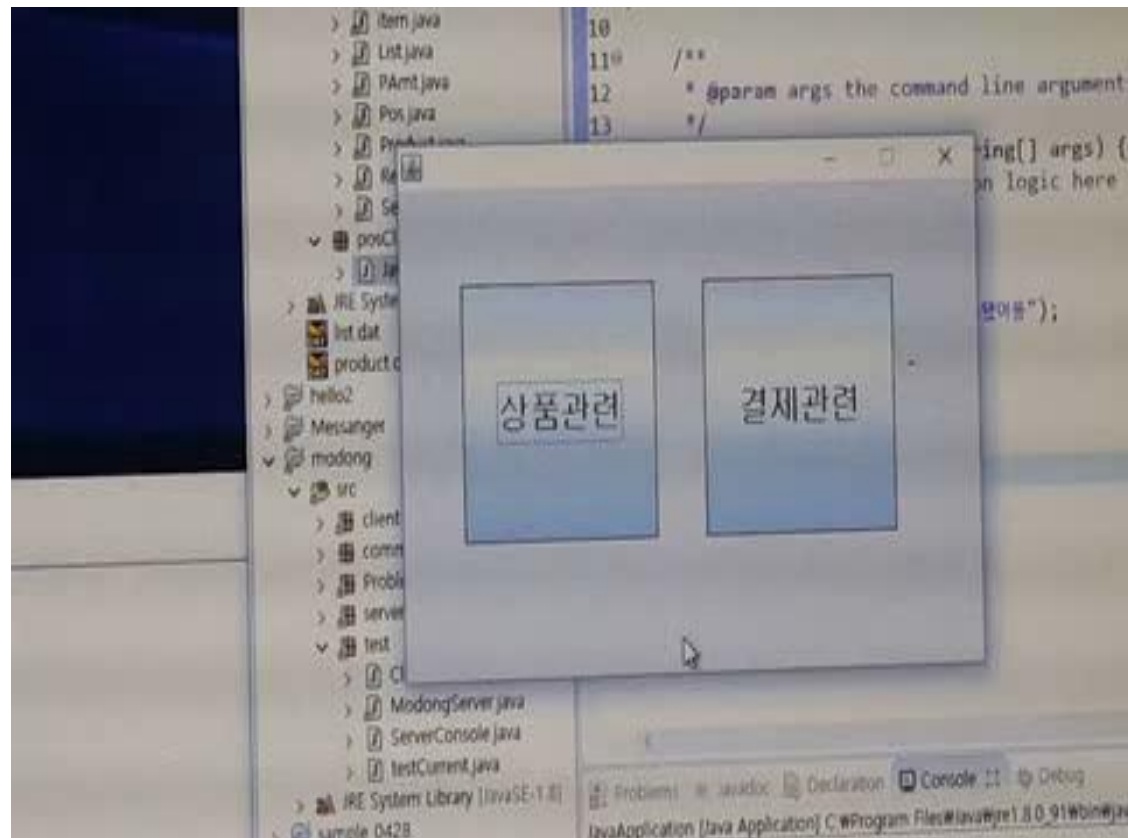 item.java
List.java
PAmt.java
Pos.java
JRE Syste
list.dat
product.d
hello2
Messanger
modong
src
client
comm
Proble
server
test
ModongServer.java
ServerConsole.java
testCurrent.java
JRE System Library [JavaSE-1.8]
sample_0428
10
11 /**
12 * @param args the command line argument
13 */
ing[] args) {
n logic here
");
상품관련
결제관련
Problems @ Javadoc Declaration Console Debug
JavaApplication [Java Application] C:₩Program Files₩Java₩jre1.8.0_91₩bin₩jav